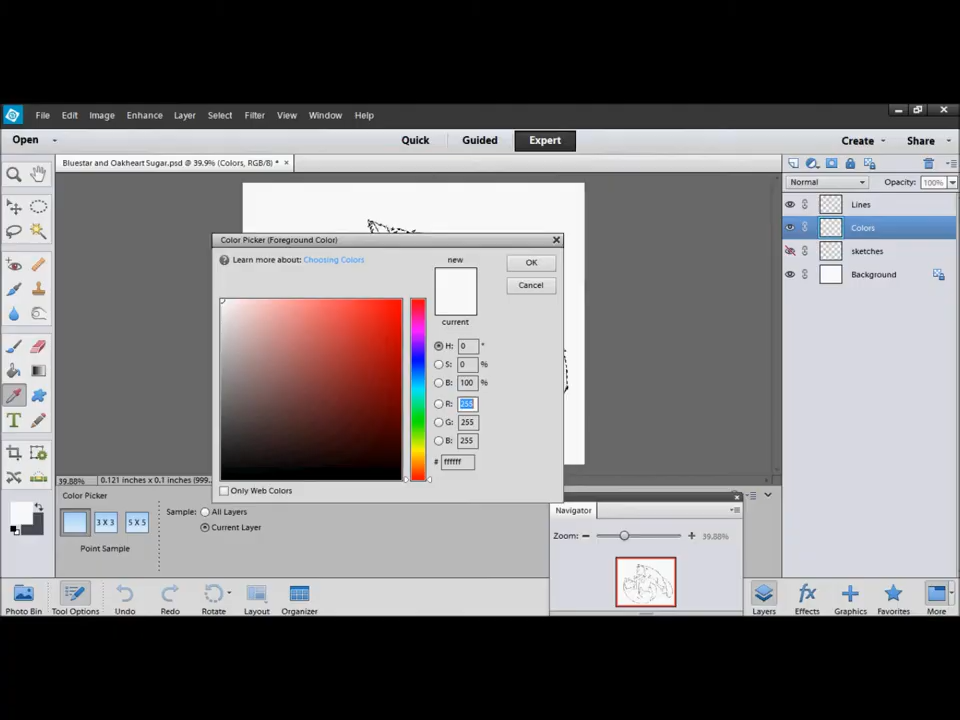 File Edit Image Enhance Layer Select Filter View Window Help
Open Quick Guided Expert Create Share
Bluestar and Oakheart Sugar.psd @ 39.9% (Colors, RGB/8) * ×
Normal Opacity: 100%
Lines
Colors
sketches
Background
Color Picker (Foreground Color)
Learn more about: Choosing Colors
new
OK
Cancel
current
H: 0 °
S: 0 %
B: 100 %
R: 255
G: 255
B: 255
# ffffff
Only Web Colors
39.88% 0.121 inches x 0.1 inches (999...
Color Picker
Sample: All Layers
Current Layer
3 X 3 5 X 5
Point Sample
Navigator
Zoom: 39.88%
Photo Bin Tool Options Undo Redo Rotate Layout Organizer Layers Effects Graphics Favorites More